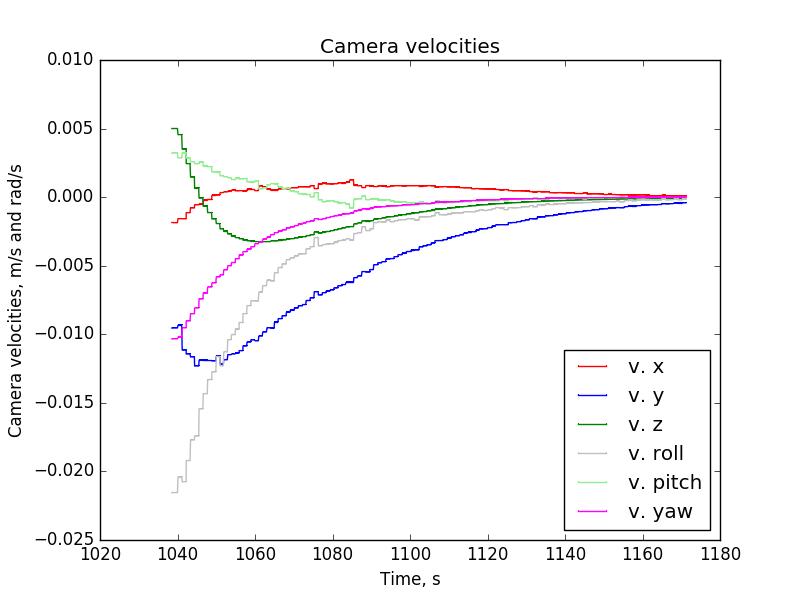 Camera velocities
Camera velocities, m/s and rad/s
0.010
0.005
0.000
−0.005
−0.010
−0.015
−0.020
−0.025
v. x
v. y
v. z
v. roll
v. pitch
v. yaw
1020 1040 1060 1080 1100 1120 1140 1160 1180
Time, s